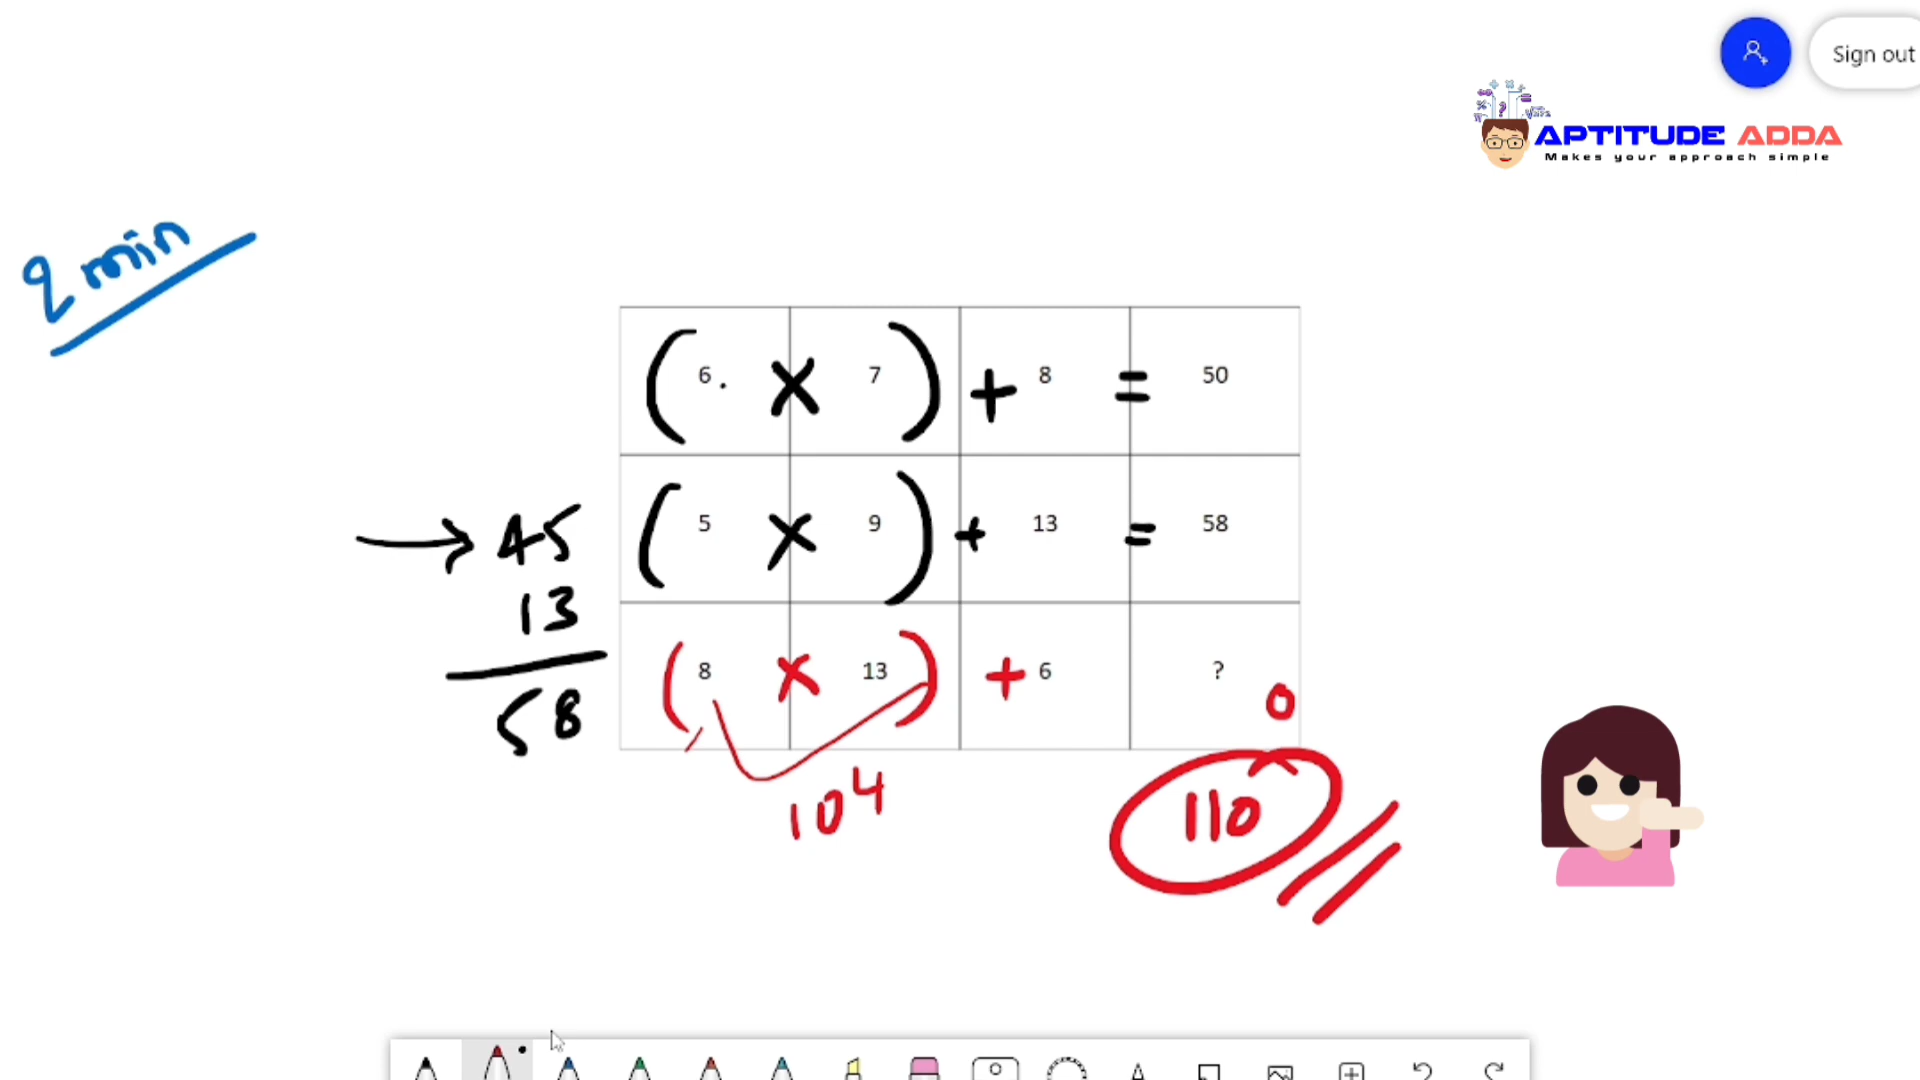 Sign out
APTITUDE ADDA
Makes your approach simple
2 min
(6. × 7) + 8 = 50
(5 × 9) + 13 = 58
→ 45
13
58
(8 × 13) + 6 ?
0
104
110